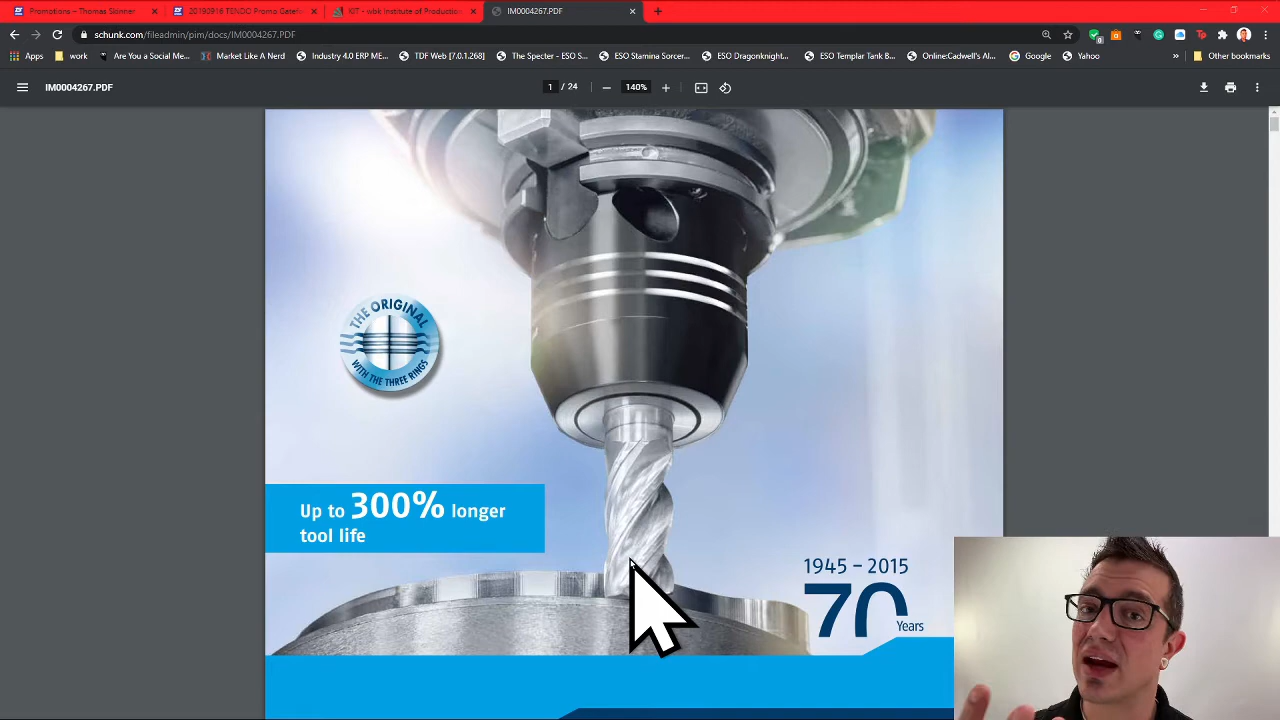 Promotions – Thomas Skinner
20190916 TENDO Promo Gatefo
KIT - wbk Institute of Production
IM0004267.PDF
schunk.com/fileadmin/pim/docs/IM0004267.PDF
Apps
work
Are You a Social Me...
Market Like A Nerd
Industry 4.0 ERP ME...
TDF Web [7.0.1.268]
The Specter - ESO S...
ESO Stamina Sorcer...
ESO Dragonknight...
ESO Templar Tank B...
Online:Cadwell's Al...
Google
Yahoo
»
Other bookmarks
IM0004267.PDF
1 / 24
140%
THE ORIGINAL
WITH THE THREE RINGS
Up to 300% longer
tool life
1945 – 2015
70
Years